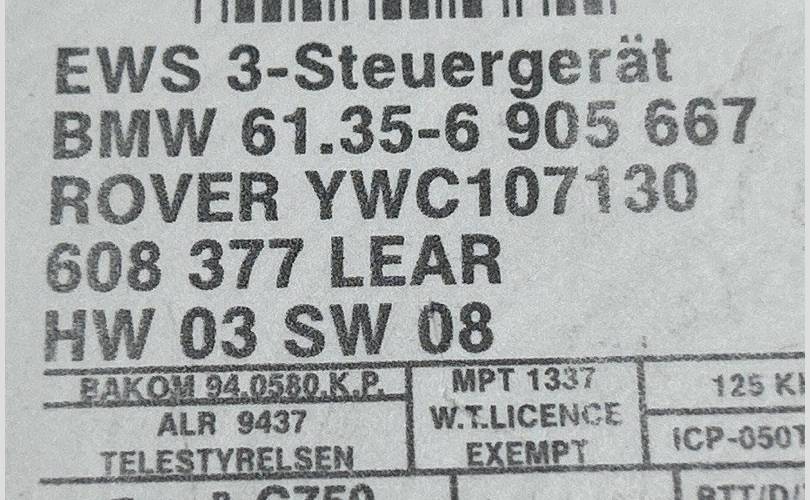 EWS 3-Steuergerät
BMW 61.35-6 905 667
ROVER YWC107130
608 377 LEAR
HW 03 SW 08
BAKOM 94.0580.K.P.
MPT 1337
125
ALR 9437
W.T.LICENCE
TELESTYRELSEN
EXEMPT